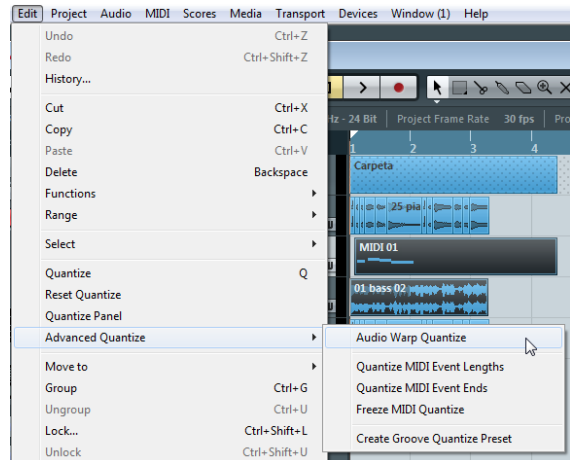 Edit Project Audio MIDI Scores Media Transport Devices Window (1) Help
Undo Ctrl+Z
Redo Ctrl+Shift+Z
History...
Cut Ctrl+X
Copy Ctrl+C
Paste Ctrl+V
Delete Backspace
Functions
Range
Select
Quantize Q
Reset Quantize
Quantize Panel
Advanced Quantize
Move to
Group Ctrl+G
Ungroup Ctrl+U
Lock... Ctrl+Shift+L
Unlock Ctrl+Shift+U
Hz - 24 Bit Project Frame Rate 30 fps Pro
1 2 3 4
Carpeta
25-pia
MIDI 01
01 bass 02
Audio Warp Quantize
Quantize MIDI Event Lengths
Quantize MIDI Event Ends
Freeze MIDI Quantize
Create Groove Quantize Preset